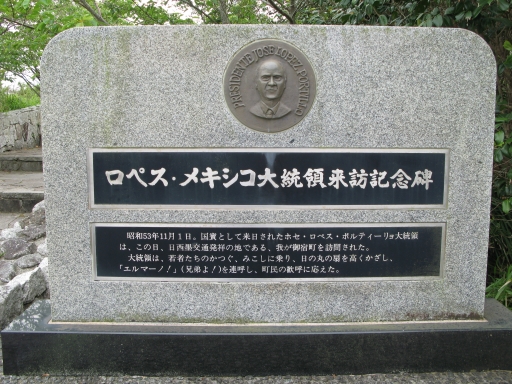 PRESIDENTE JOSE LOPEZ PORTILLO
ロペス・メキシコ大統領来訪記念碑
昭和53年11月1日。国賓として来日されたホセ・ロペス・ポルティーリョ大統領
は、この日、日西墨交通発祥の地である、我が御宿町を訪問された。
大統領は、若者たちのかつぐ、みこしに乗り、日の丸の扇を高くかざし、
「エルマーノ!」(兄弟よ!)を連呼し、町民の歓呼に応えた。